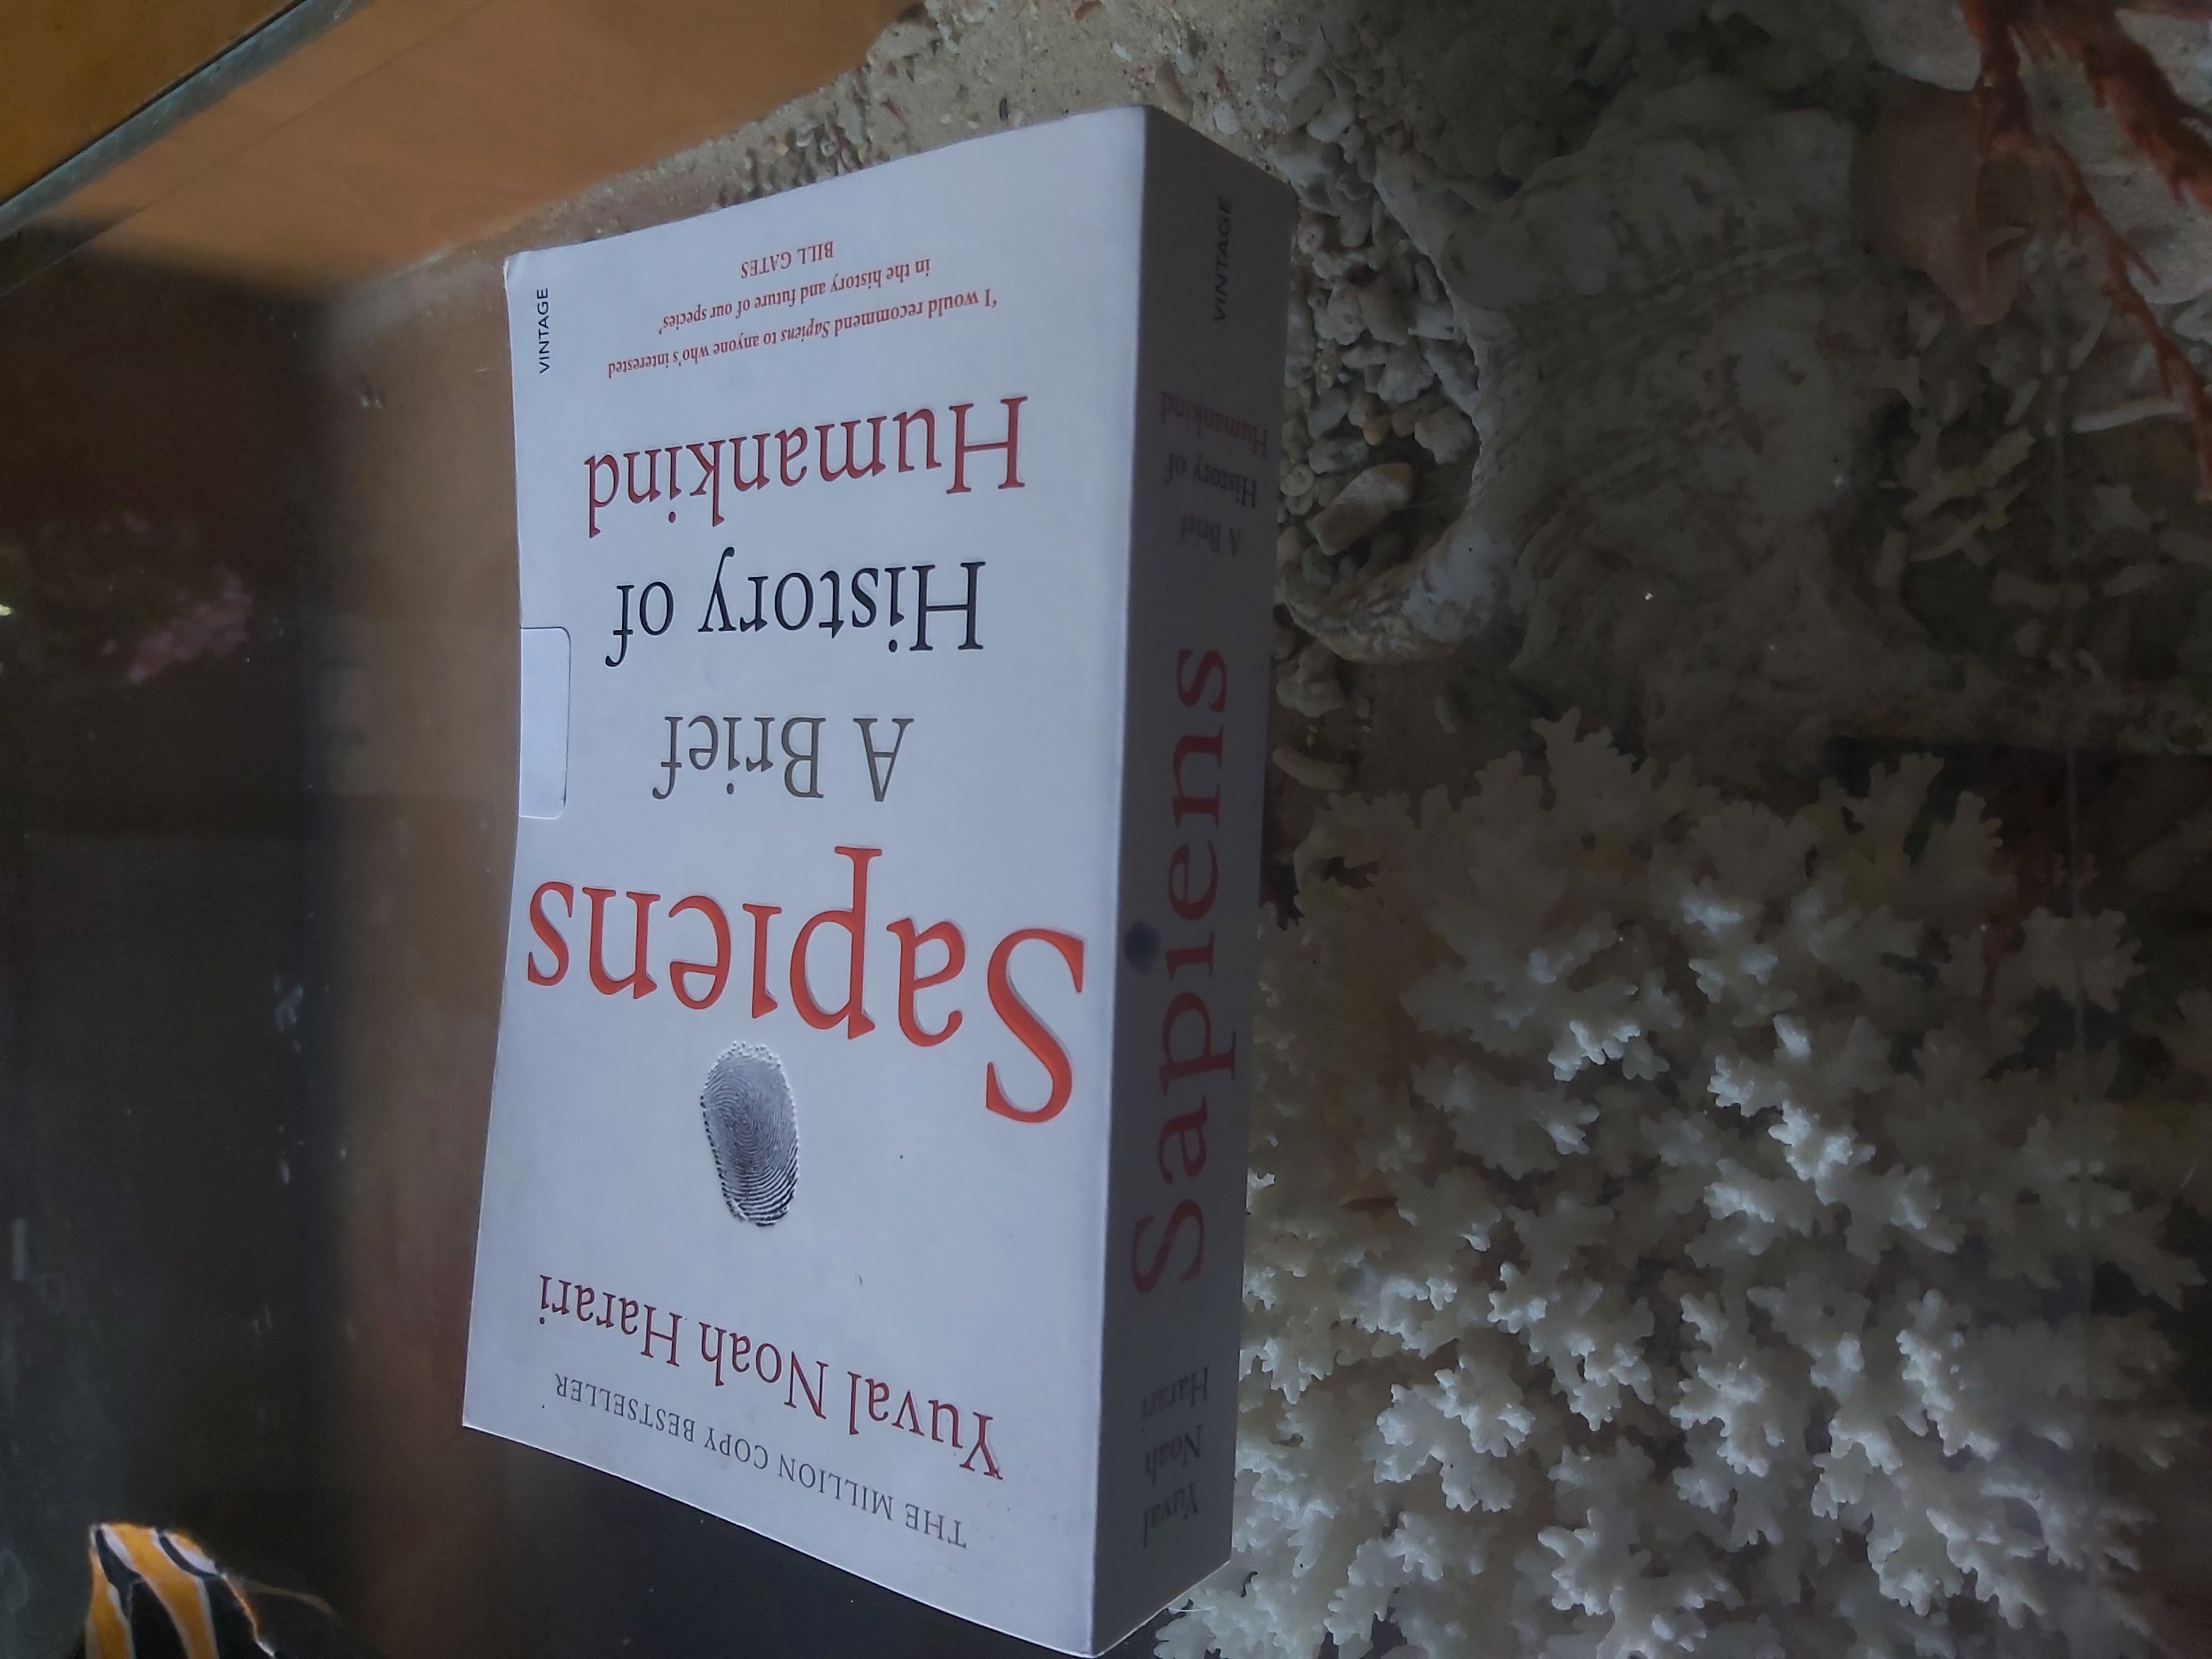 THE MILLION COPY BESTSELLER
Yuval Noah Harari
Sapiens
A Brief
History of
Humankind
'I would recommend Sapiens to anyone who's interested
in the history and future of our species'
BILL GATES
VINTAGE
Yuval
Noah
Harari
Sapiens
A Brief
History of
Humankind
VINTAGE